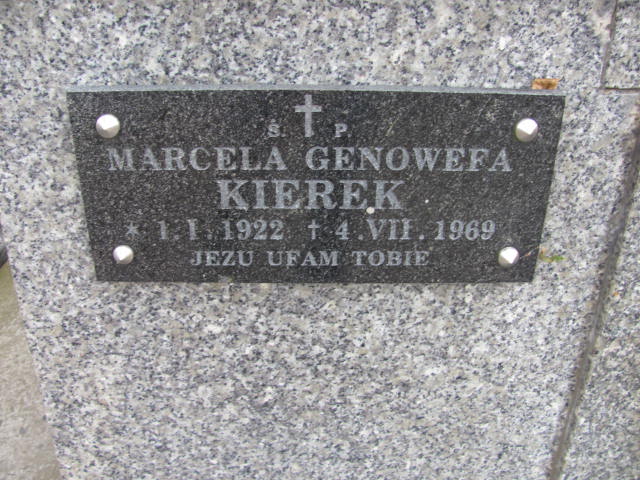 Ś. P.
MARCELA GENOWEFA
KIEREK
* 1.I.1922 † 4.VII.1969
JEZU UFAM TOBIE